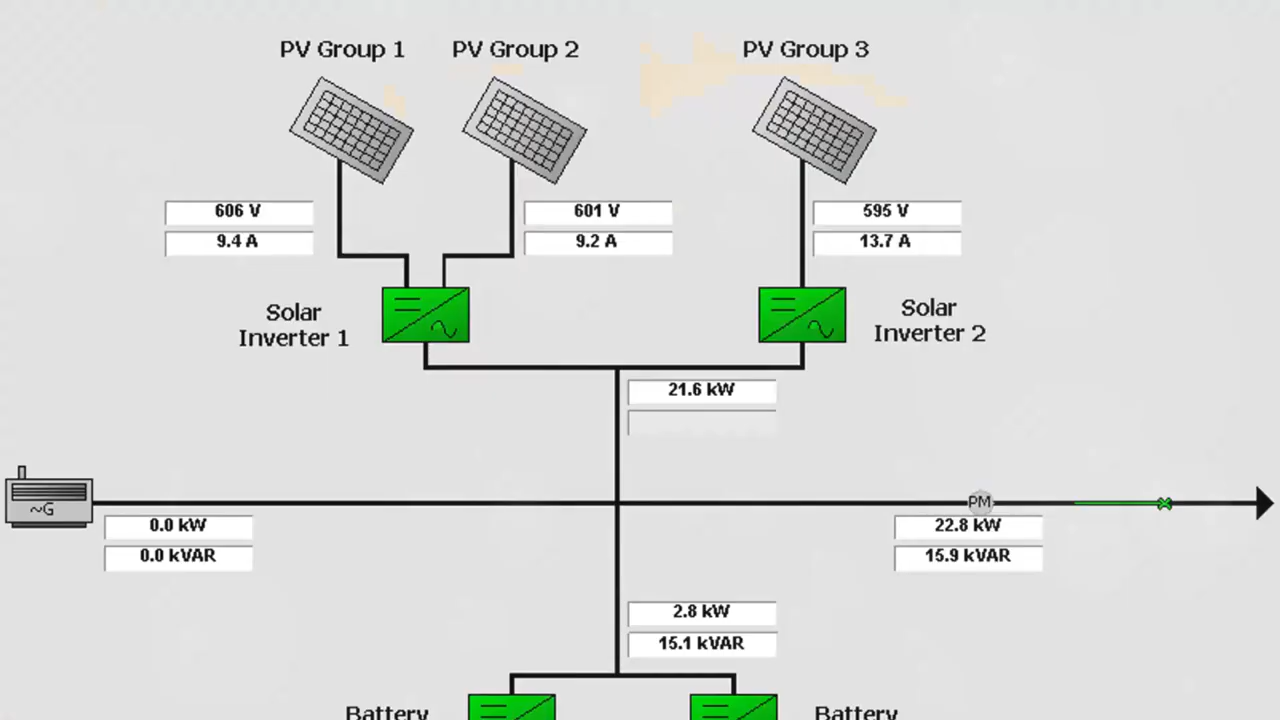 PV Group 1
PV Group 2
PV Group 3
606 V
9.4 A
601 V
9.2 A
595 V
13.7 A
Solar
Inverter 1
Solar
Inverter 2
21.6 kW
~G
0.0 kW
0.0 kVAR
PM
22.8 kW
15.9 kVAR
2.8 kW
15.1 kVAR
Battery
Battery